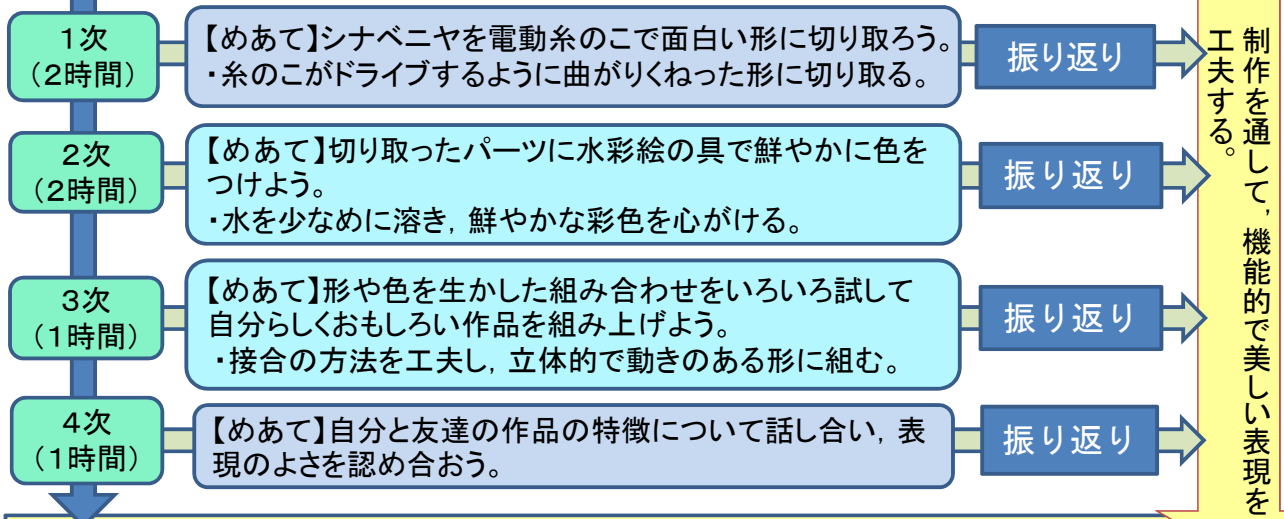 1次
（2時間）
【めあて】シナベニヤを電動糸のこで面白い形に切り取ろう。
・糸のこがドライブするように曲がりくねった形に切り取る。
振り返り
2次
（2時間）
【めあて】切り取ったパーツに水彩絵の具で鮮やかに色を
つけよう。
・水を少なめに溶き，鮮やかな彩色を心がける。
振り返り
3次
（1時間）
【めあて】形や色を生かした組み合わせをいろいろ試して
自分らしくおもしろい作品を組み上げよう。
・接合の方法を工夫し，立体的で動きのある形に組む。
振り返り
4次
（1時間）
【めあて】自分と友達の作品の特徴について話し合い，表
現のよさを認め合おう。
振り返り
制作を通して，機能的で美しい表現を
工夫する。